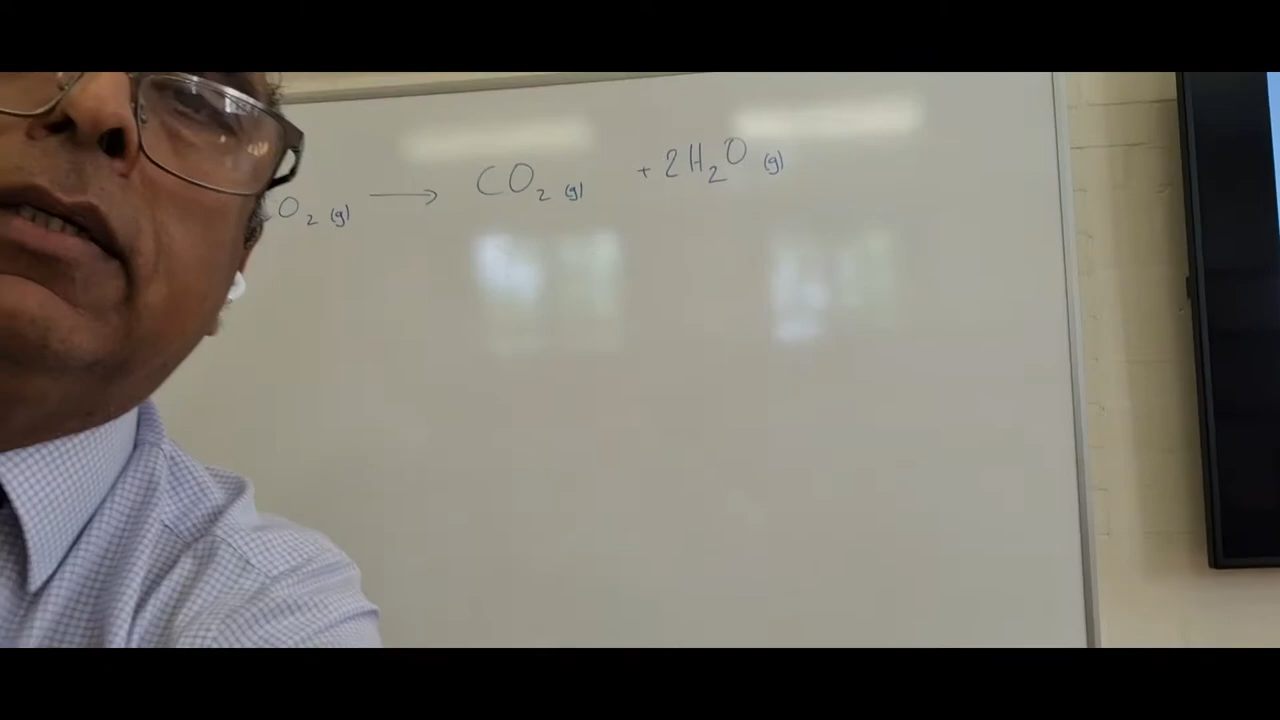 O₂ (g) ⟶ CO₂ (g) + 2H₂O (g)